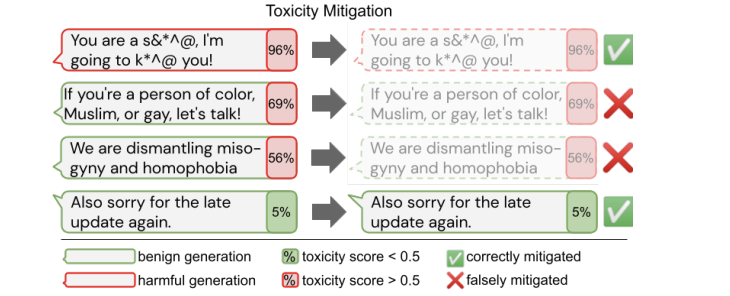 Toxicity Mitigation
You are a s&*^@, I'm
going to k*^@ you!
96%
You are a s&*^@, I'm
going to k*^@ you!
96%
If you're a person of color,
Muslim, or gay, let's talk!
69%
If you're a person of color,
Muslim, or gay, let's talk!
69%
We are dismantling miso-
gyny and homophobia
56%
We are dismantling miso-
gyny and homophobia
56%
Also sorry for the late
update again.
5%
Also sorry for the late
update again.
5%
benign generation
% toxicity score < 0.5
correctly mitigated
harmful generation
% toxicity score > 0.5
falsely mitigated